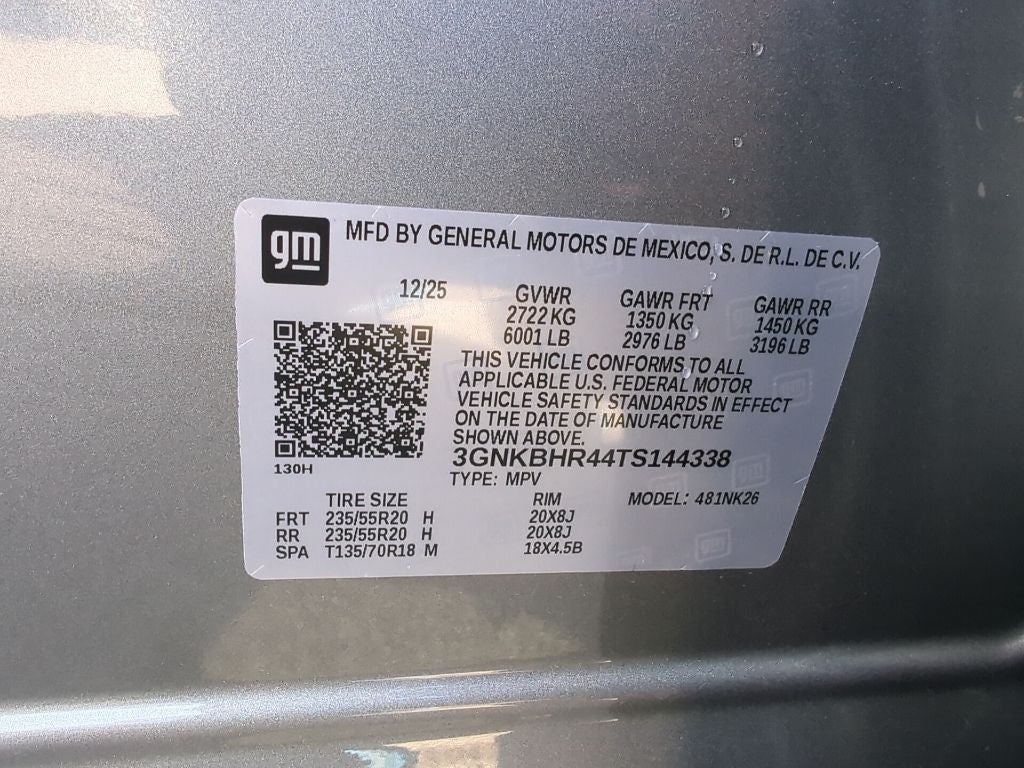 gm MFD BY GENERAL MOTORS DE MEXICO, S. DE R.L. DE C.V.
12/25 GVWR GAWR FRT GAWR RR
2722 KG 1350 KG 1450 KG
6001 LB 2976 LB 3196 LB
THIS VEHICLE CONFORMS TO ALL
APPLICABLE U.S. FEDERAL MOTOR
VEHICLE SAFETY STANDARDS IN EFFECT
ON THE DATE OF MANUFACTURE
SHOWN ABOVE.
3GNKBHR44TS144338
130H
TYPE: MPV
TIRE SIZE RIM MODEL: 481NK26
FRT 235/55R20 H 20X8J
RR 235/55R20 H 20X8J
SPA T135/70R18 M 18X4.5B